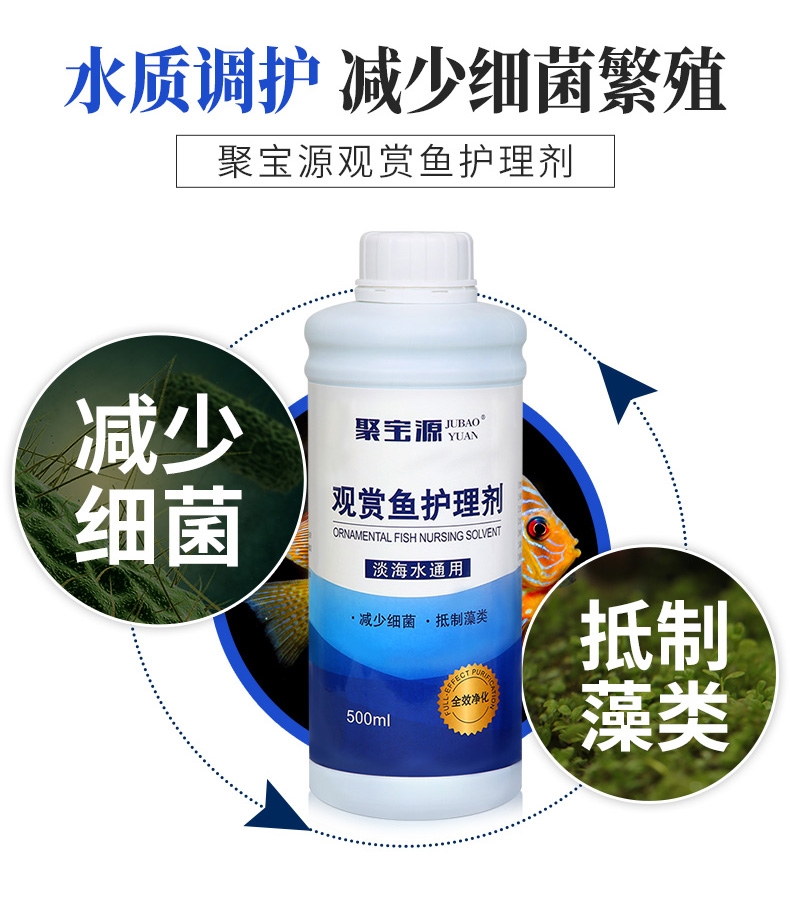 水质调护 减少细菌繁殖
聚宝源观赏鱼护理剂
减少
细菌
聚宝源 JUBAO®
YUAN
观赏鱼护理剂
ORNAMENTAL FISH NURSING SOLVENT
淡海水通用
·减少细菌 ·抵制藻类
FULL-EFFECT PURIFICATION
全效净化
500ml
抵制
藻类